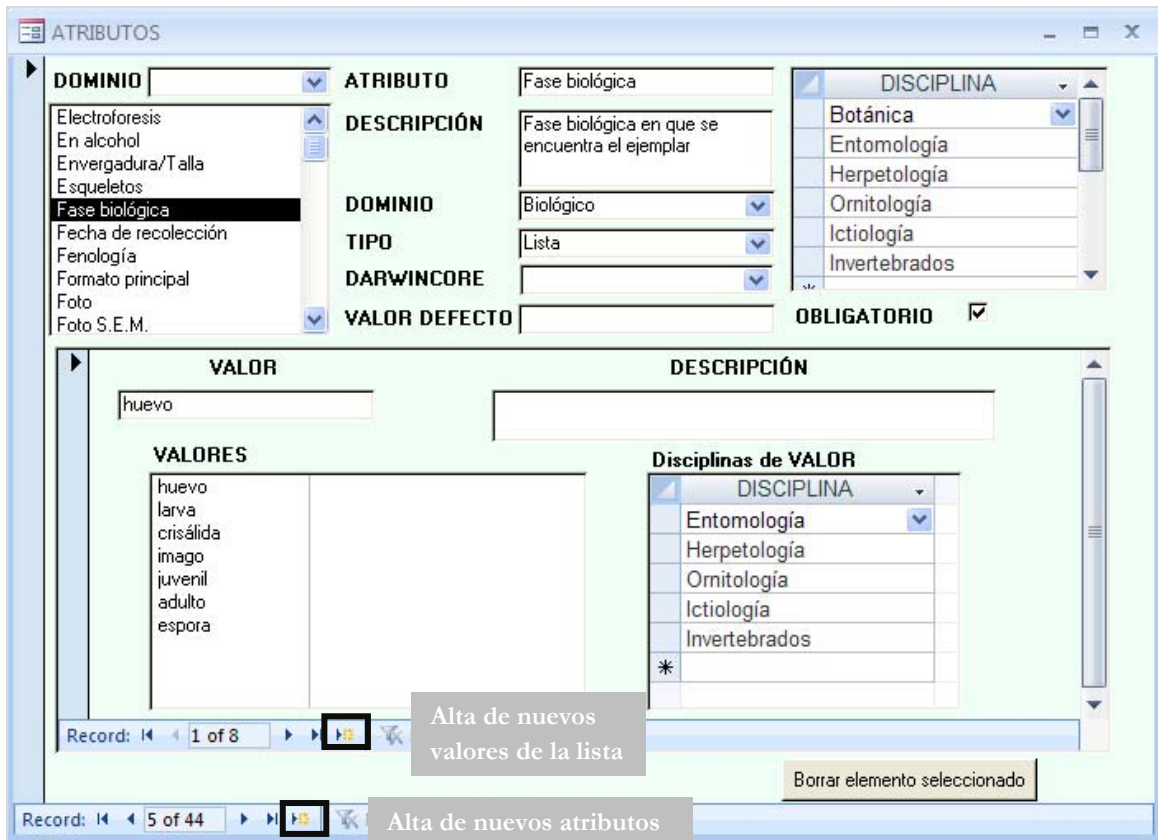 ATRIBUTOS
DOMINIO
Electroforesis
En alcohol
Envergadura/Talla
Esqueletos
Fase biológica
Fecha de recolección
Fenología
Formato principal
Foto
Foto S.E.M.
ATRIBUTO Fase biológica
DESCRIPCIÓN Fase biológica en que se
encuentra el ejemplar
DOMINIO Biológico
TIPO Lista
DARWINCORE
VALOR DEFECTO
DISCIPLINA
Botánica
Entomología
Herpetología
Ornitología
Ictiología
Invertebrados
OBLIGATORIO
VALOR
huevo
DESCRIPCIÓN
VALORES
huevo
larva
crisálida
imago
juvenil
adulto
espora
Disciplinas de VALOR
DISCIPLINA
Entomología
Herpetología
Ornitología
Ictiología
Invertebrados
Record: 1 of 8
Alta de nuevos
valores de la lista
Borrar elemento seleccionado
Record: 5 of 44
Alta de nuevos atributos